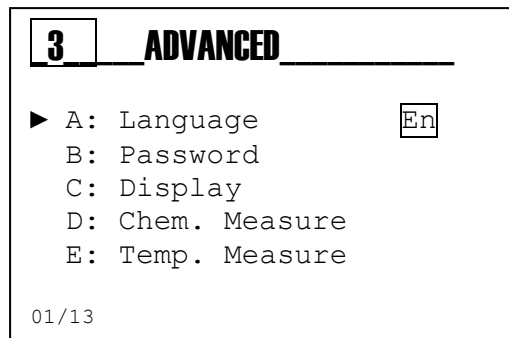 3 ADVANCED
► A: Language En
B: Password
C: Display
D: Chem. Measure
E: Temp. Measure
01/13